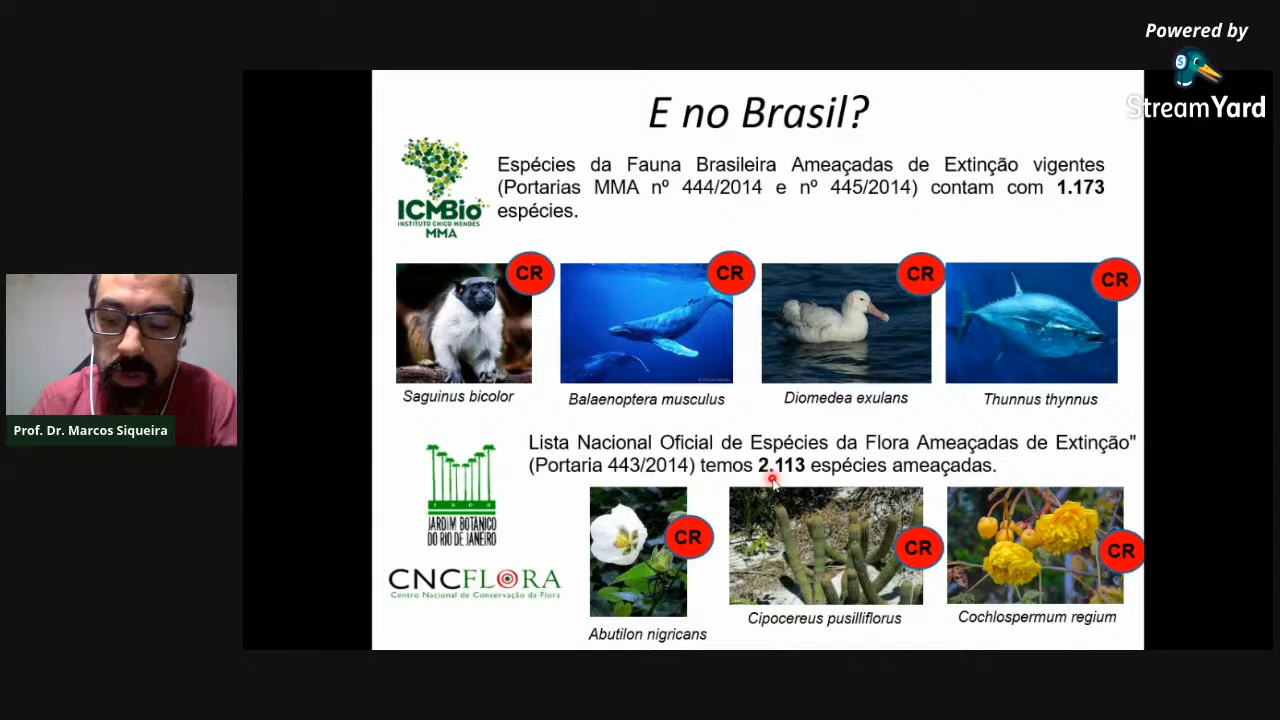 Powered by
StreamYard
E no Brasil?
Espécies da Fauna Brasileira Ameaçadas de Extinção vigentes
(Portarias MMA nº 444/2014 e nº 445/2014) contam com 1.173
espécies.
ICMBio
INSTITUTO CHICO MENDES
MMA
CR
CR
CR
CR
Saguinus bicolor
Balaenoptera musculus
Diomedea exulans
Thunnus thynnus
Prof. Dr. Marcos Siqueira
Lista Nacional Oficial de Espécies da Flora Ameaçadas de Extinção"
(Portaria 443/2014) temos 2.113 espécies ameaçadas.
1808
JARDIM BOTÂNICO
DO RIO DE JANEIRO
CNCFLORA
Centro Nacional de Conservação da Flora
CR
CR
CR
Abutilon nigricans
Cipocereus pusilliflorus
Cochlospermum regium